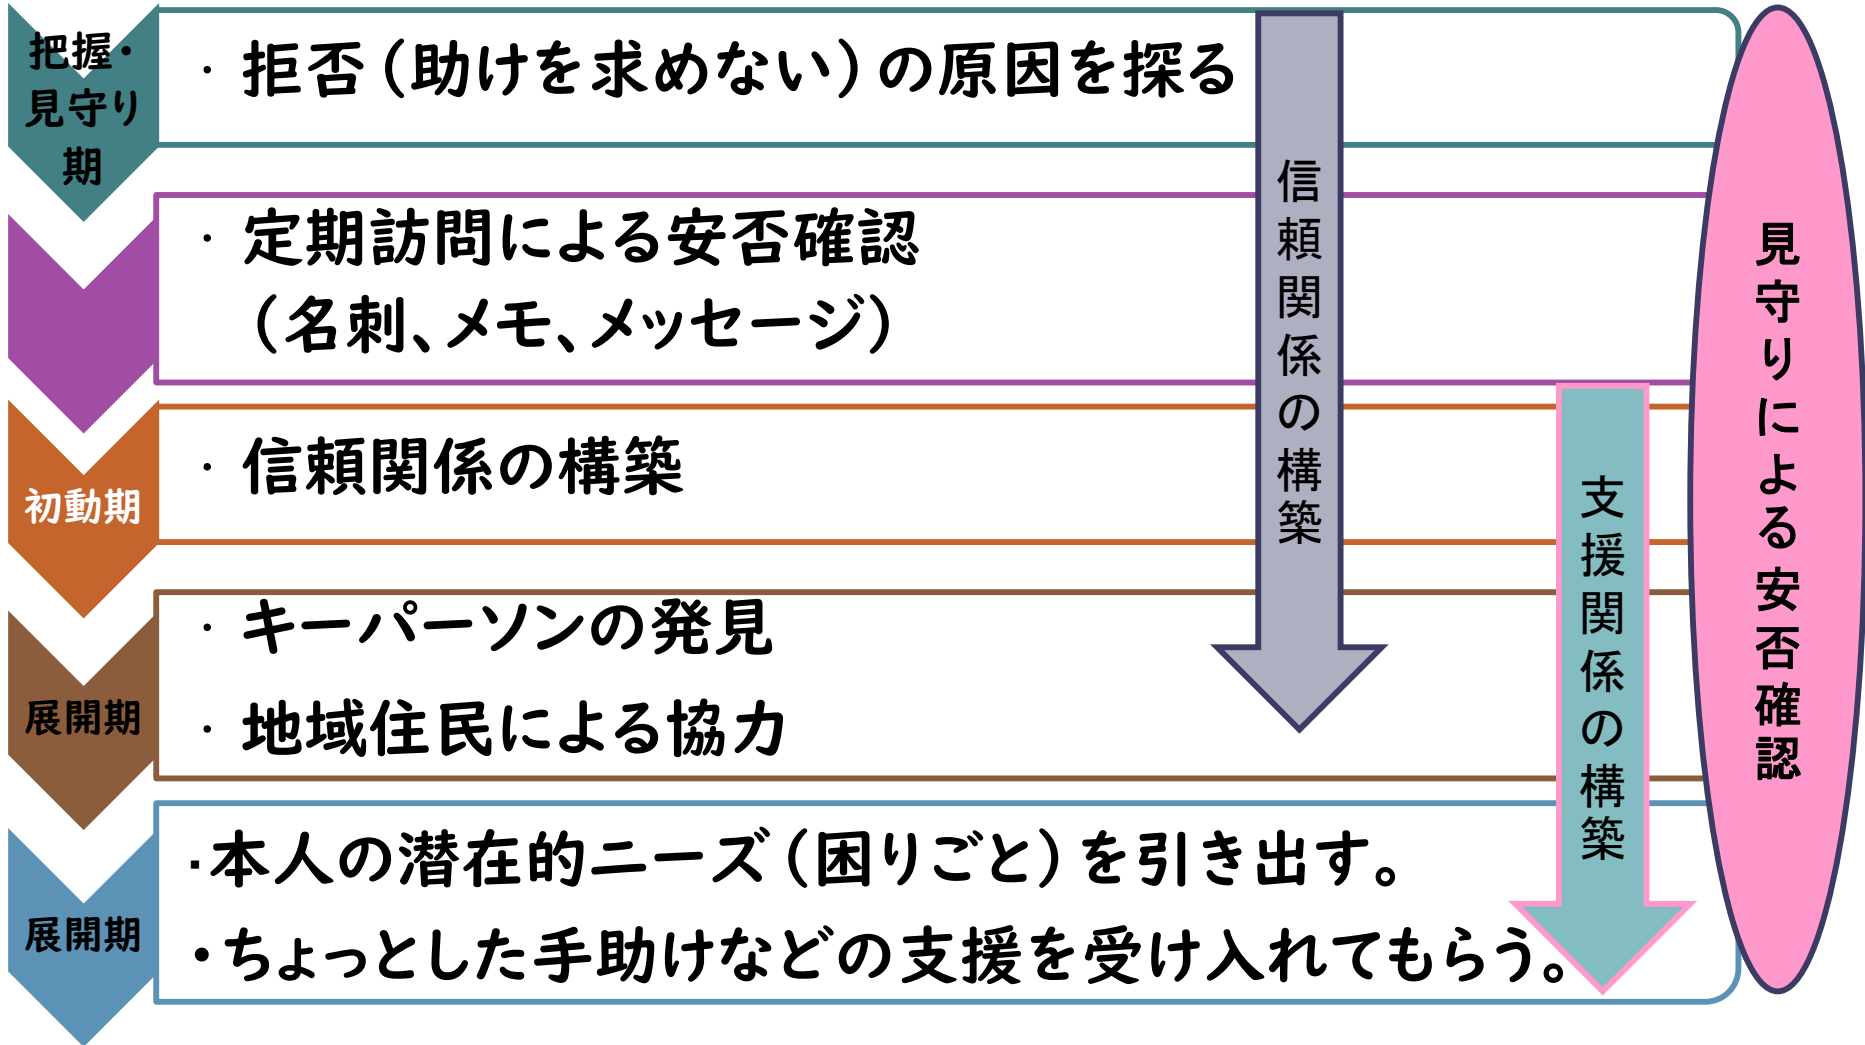 把握・
見守り
期
・拒否(助けを求めない)の原因を探る
・定期訪問による安否確認
(名刺、メモ、メッセージ)
初動期
・信頼関係の構築
展開期
・キーパーソンの発見
・地域住民による協力
展開期
・本人の潜在的ニーズ(困りごと)を引き出す。
・ちょっとした手助けなどの支援を受け入れてもらう。
信頼関係の構築
支援関係の構築
見守りによる安否確認